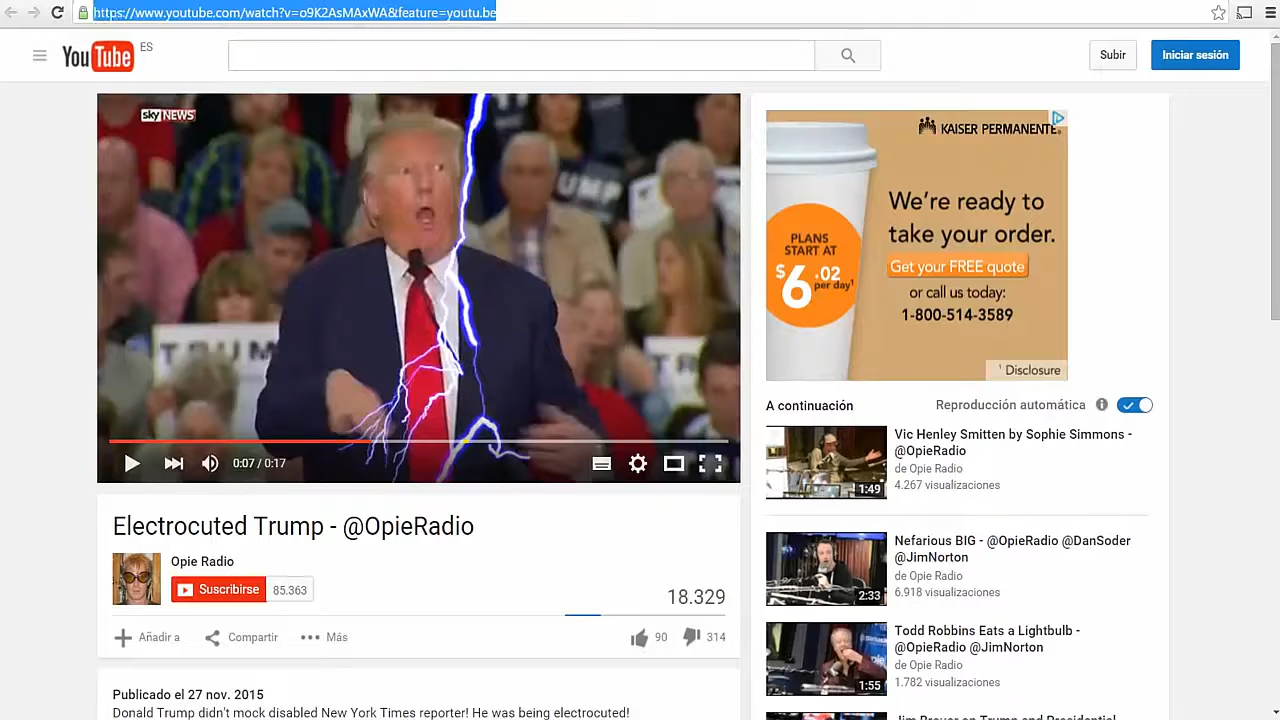 https://www.youtube.com/watch?v=o9K2AsMAxWA&feature=youtu.be
YouTube ES
Subir
Iniciar sesión
sky NEWS
UMP
TRUM
TR
0:07 / 0:17
KAISER PERMANENTE®
We're ready to
take your order.
PLANS
START AT
$6.02
per day¹
Get your FREE quote
or call us today:
1-800-514-3589
¹ Disclosure
Electrocuted Trump - @OpieRadio
Opie Radio
Suscribirse 85.363
18.329
Añadir a Compartir ••• Más 90 314
Publicado el 27 nov. 2015
Donald Trump didn't mock disabled New York Times reporter! He was being electrocuted!
A continuación Reproducción automática
Vic Henley Smitten by Sophie Simmons -
@OpieRadio
de Opie Radio
4.267 visualizaciones
1:49
Nefarious BIG - @OpieRadio @DanSoder
@JimNorton
de Opie Radio
6.918 visualizaciones
2:33
Todd Robbins Eats a Lightbulb -
@OpieRadio @JimNorton
de Opie Radio
1.782 visualizaciones
1:55